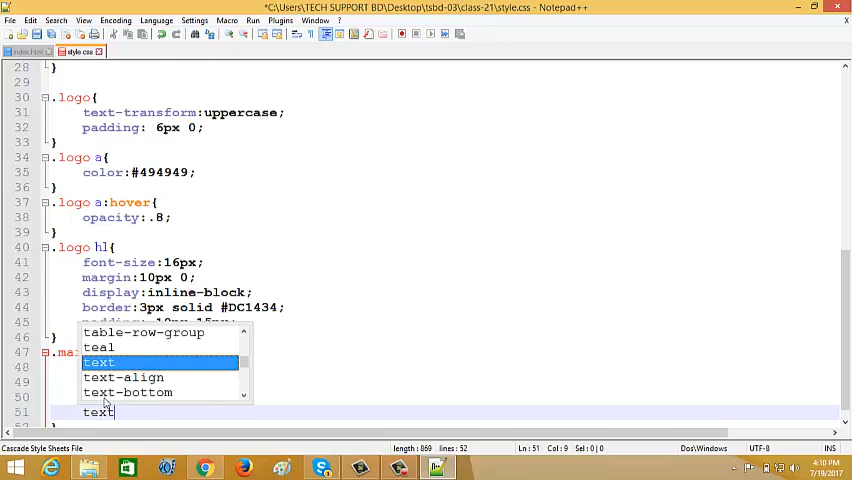 *C:\Users\TECH SUPPORT BD\Desktop\tsbd-03\class-21\style.css - Notepad++
File Edit Search View Encoding Language Settings Macro Run Plugins Window ?
index.html style.css
28 }
29
30 .logo{
31 text-transform:uppercase;
32 padding: 6px 0;
33 }
34 .logo a{
35 color:#494949;
36 }
37 .logo a:hover{
38 opacity:.8;
39 }
40 .logo h1{
41 font-size:16px;
42 margin:10px 0;
43 display:inline-block;
44 border:3px solid #DC1434;
45
46 }
47 .mai
48
49
50
51 text
table-row-group
teal
text
text-align
text-bottom
Cascade Style Sheets File length : 869 lines : 52 Ln : 51 Col : 9 Sel : 0 | 0 Dos\Windows UTF-8 INS
4:10 PM
7/19/2017